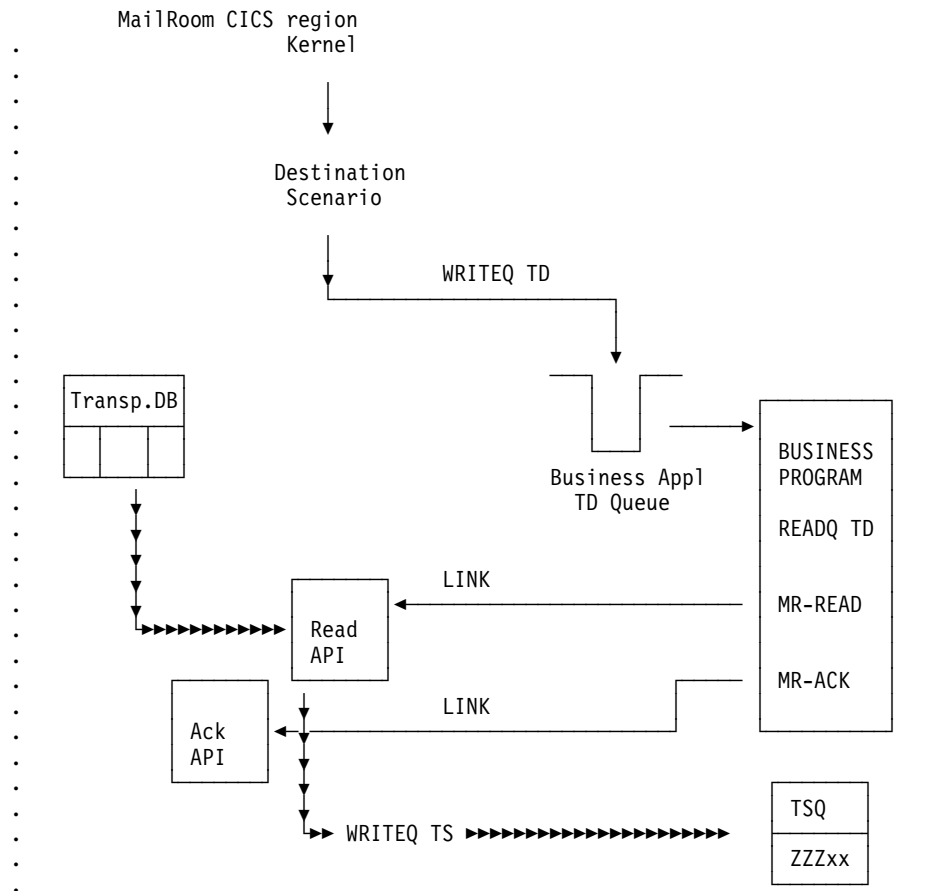 MailRoom CICS region
Kernel
Destination
Scenario
WRITEQ TD
Transp.DB
Business Appl
TD Queue
BUSINESS
PROGRAM
READQ TD
LINK
MR-READ
Read
API
MR-ACK
LINK
Ack
API
WRITEQ TS
TSQ
ZZZxx